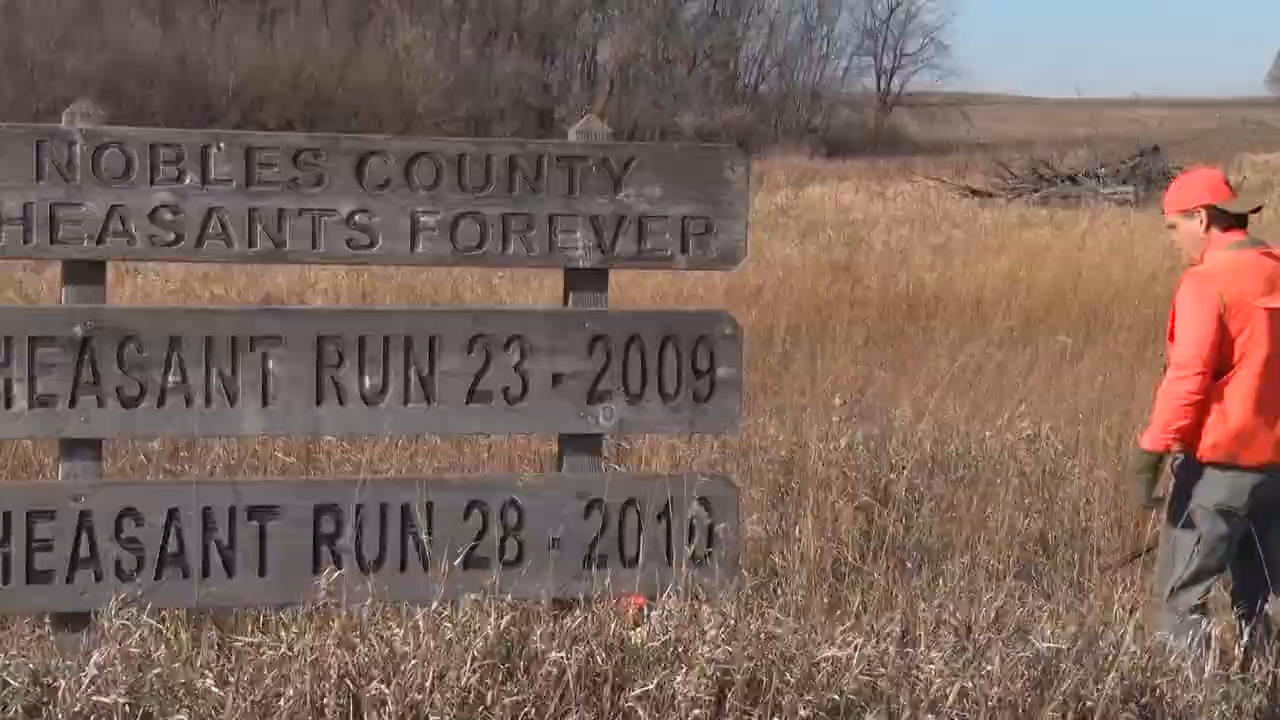 NOBLES COUNTY
HEASANTS FOREVER
HEASANT RUN 23 - 2009
HEASANT RUN 28 - 2010